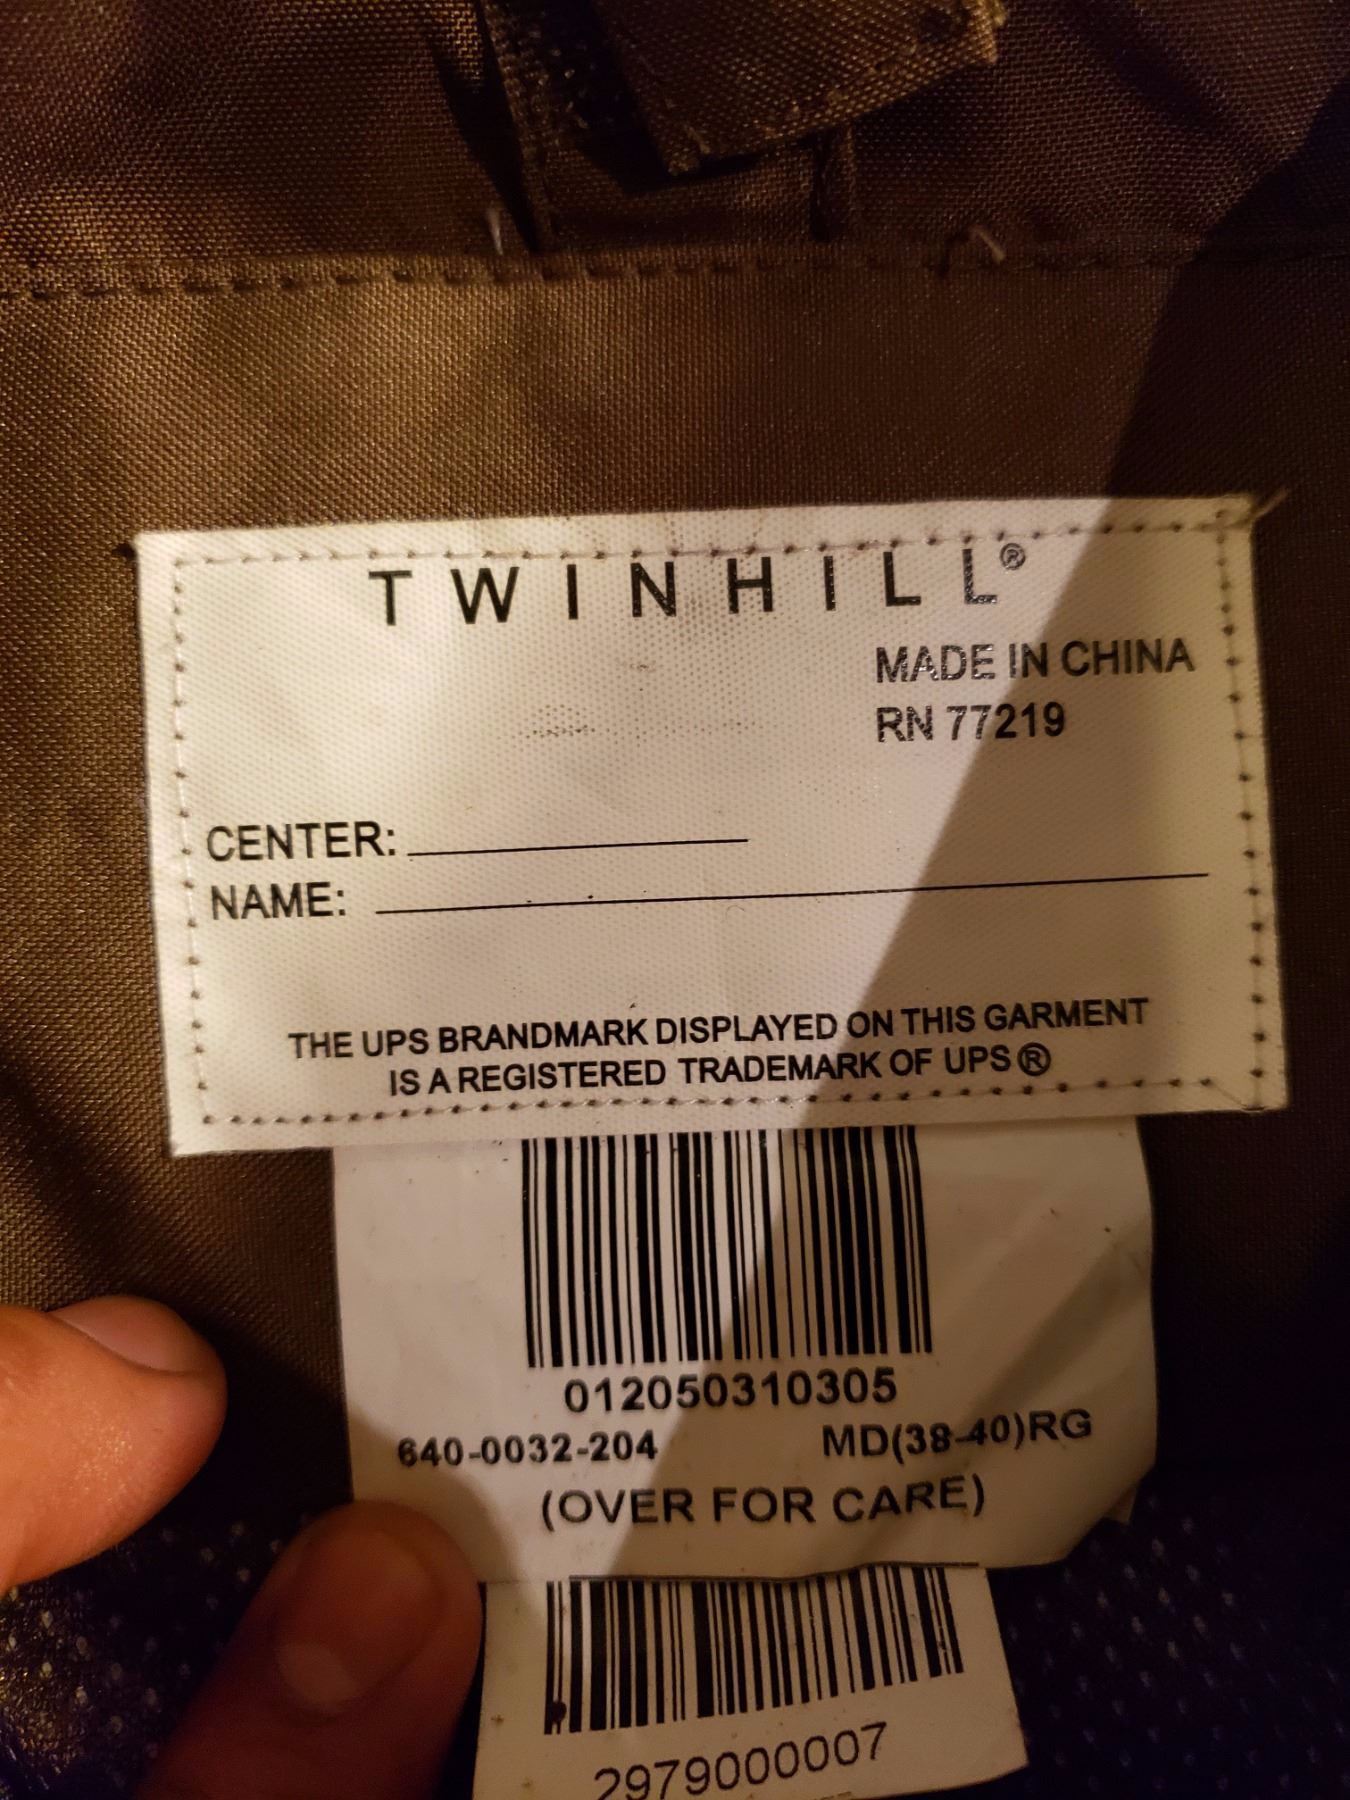 TWINHILL®
MADE IN CHINA
RN 77219
CENTER:
NAME:
THE UPS BRANDMARK DISPLAYED ON THIS GARMENT
IS A REGISTERED TRADEMARK OF UPS®
012050310305
640-0032-204 MD(38-40)RG
(OVER FOR CARE)
2979000007